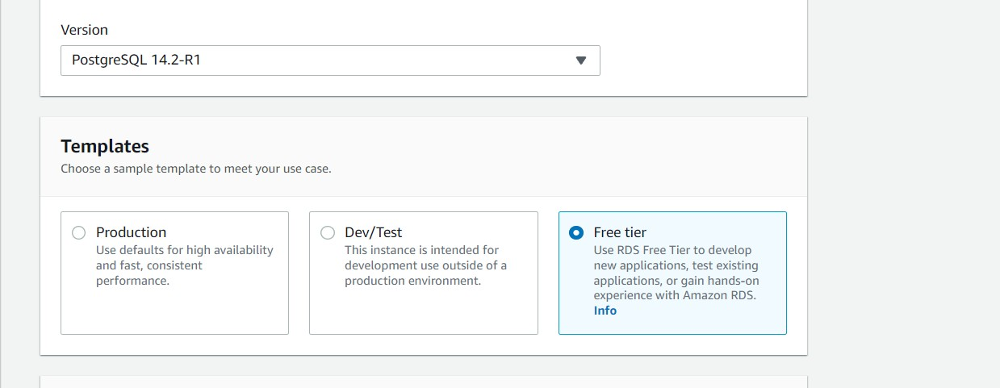 Version
PostgreSQL 14.2-R1
Templates
Choose a sample template to meet your use case.
Production
Use defaults for high availability
and fast, consistent
performance.
Dev/Test
This instance is intended for
development use outside of a
production environment.
Free tier
Use RDS Free Tier to develop
new applications, test existing
applications, or gain hands-on
experience with Amazon RDS.
Info